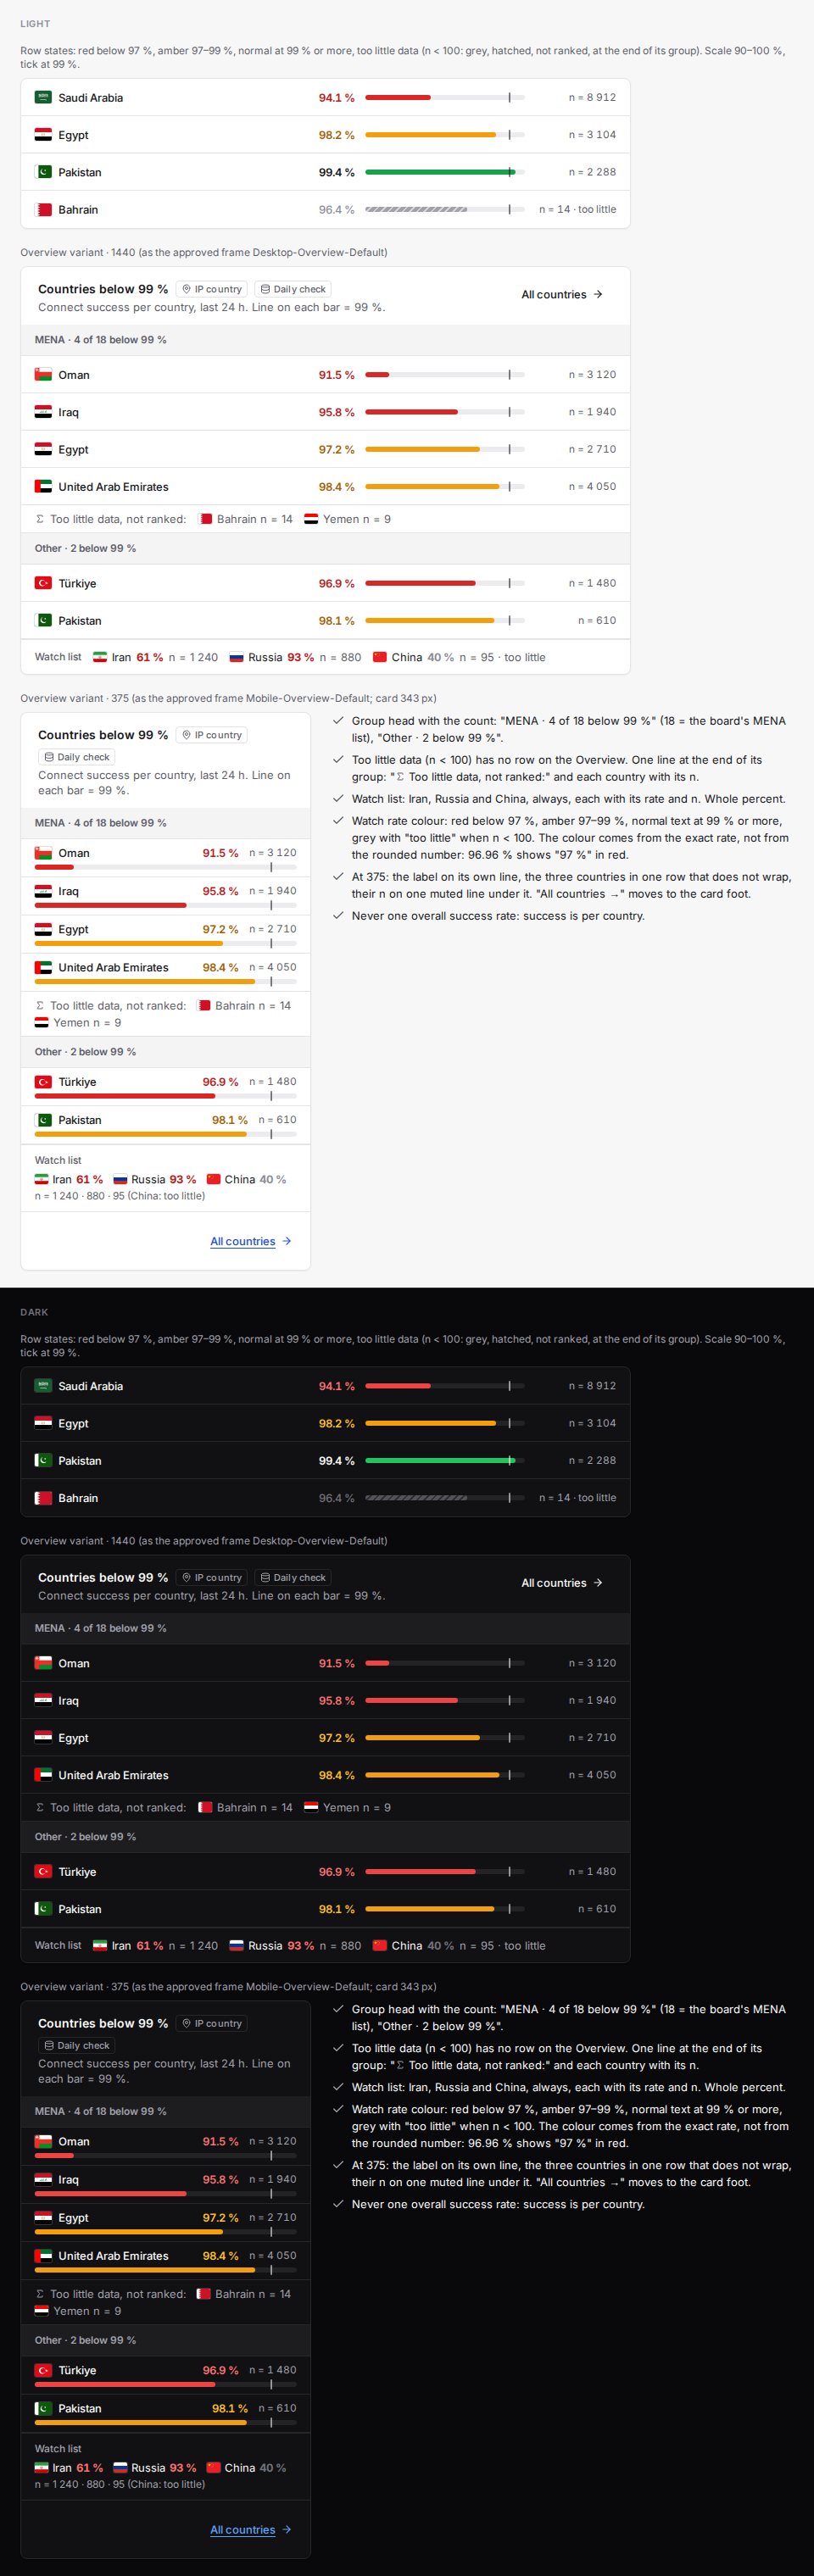 LIGHT
Row states: red below 97 %, amber 97–99 %, normal at 99 % or more, too little data (n < 100: grey, hatched, not ranked, at the end of its group). Scale 90–100 %,
tick at 99 %.
Saudi Arabia 94.1 % n = 8 912
Egypt 98.2 % n = 3 104
Pakistan 99.4 % n = 2 288
Bahrain 96.4 % n = 14 · too little
Overview variant · 1440 (as the approved frame Desktop-Overview-Default)
Countries below 99 % IP country Daily check All countries →
Connect success per country, last 24 h. Line on each bar = 99 %.
MENA · 4 of 18 below 99 %
Oman 91.5 % n = 3 120
Iraq 95.8 % n = 1 940
Egypt 97.2 % n = 2 710
United Arab Emirates 98.4 % n = 4 050
Σ Too little data, not ranked: Bahrain n = 14 Yemen n = 9
Other · 2 below 99 %
Türkiye 96.9 % n = 1 480
Pakistan 98.1 % n = 610
Watch list Iran 61 % n = 1 240 Russia 93 % n = 880 China 40 % n = 95 · too little
Overview variant · 375 (as the approved frame Mobile-Overview-Default; card 343 px)
Countries below 99 % IP country
Daily check
Connect success per country, last 24 h. Line on
each bar = 99 %.
MENA · 4 of 18 below 99 %
Oman 91.5 % n = 3 120
Iraq 95.8 % n = 1 940
Egypt 97.2 % n = 2 710
United Arab Emirates 98.4 % n = 4 050
Σ Too little data, not ranked: Bahrain n = 14
Yemen n = 9
Other · 2 below 99 %
Türkiye 96.9 % n = 1 480
Pakistan 98.1 % n = 610
Watch list
Iran 61 % Russia 93 % China 40 %
n = 1 240 · 880 · 95 (China: too little)
All countries →
Group head with the count: "MENA · 4 of 18 below 99 %" (18 = the board's MENA
list), "Other · 2 below 99 %".
Too little data (n < 100) has no row on the Overview. One line at the end of its
group: "Σ Too little data, not ranked:" and each country with its n.
Watch list: Iran, Russia and China, always, each with its rate and n. Whole percent.
Watch rate colour: red below 97 %, amber 97–99 %, normal text at 99 % or more,
grey with "too little" when n < 100. The colour comes from the exact rate, not from
the rounded number: 96.96 % shows "97 %" in red.
At 375: the label on its own line, the three countries in one row that does not wrap,
their n on one muted line under it. "All countries →" moves to the card foot.
Never one overall success rate: success is per country.
DARK
Row states: red below 97 %, amber 97–99 %, normal at 99 % or more, too little data (n < 100: grey, hatched, not ranked, at the end of its group). Scale 90–100 %,
tick at 99 %.
Saudi Arabia 94.1 % n = 8 912
Egypt 98.2 % n = 3 104
Pakistan 99.4 % n = 2 288
Bahrain 96.4 % n = 14 · too little
Overview variant · 1440 (as the approved frame Desktop-Overview-Default)
Countries below 99 % IP country Daily check All countries →
Connect success per country, last 24 h. Line on each bar = 99 %.
MENA · 4 of 18 below 99 %
Oman 91.5 % n = 3 120
Iraq 95.8 % n = 1 940
Egypt 97.2 % n = 2 710
United Arab Emirates 98.4 % n = 4 050
Σ Too little data, not ranked: Bahrain n = 14 Yemen n = 9
Other · 2 below 99 %
Türkiye 96.9 % n = 1 480
Pakistan 98.1 % n = 610
Watch list Iran 61 % n = 1 240 Russia 93 % n = 880 China 40 % n = 95 · too little
Overview variant · 375 (as the approved frame Mobile-Overview-Default; card 343 px)
Countries below 99 % IP country
Daily check
Connect success per country, last 24 h. Line on
each bar = 99 %.
MENA · 4 of 18 below 99 %
Oman 91.5 % n = 3 120
Iraq 95.8 % n = 1 940
Egypt 97.2 % n = 2 710
United Arab Emirates 98.4 % n = 4 050
Σ Too little data, not ranked: Bahrain n = 14
Yemen n = 9
Other · 2 below 99 %
Türkiye 96.9 % n = 1 480
Pakistan 98.1 % n = 610
Watch list
Iran 61 % Russia 93 % China 40 %
n = 1 240 · 880 · 95 (China: too little)
All countries →
Group head with the count: "MENA · 4 of 18 below 99 %" (18 = the board's MENA
list), "Other · 2 below 99 %".
Too little data (n < 100) has no row on the Overview. One line at the end of its
group: "Σ Too little data, not ranked:" and each country with its n.
Watch list: Iran, Russia and China, always, each with its rate and n. Whole percent.
Watch rate colour: red below 97 %, amber 97–99 %, normal text at 99 % or more,
grey with "too little" when n < 100. The colour comes from the exact rate, not from
the rounded number: 96.96 % shows "97 %" in red.
At 375: the label on its own line, the three countries in one row that does not wrap,
their n on one muted line under it. "All countries →" moves to the card foot.
Never one overall success rate: success is per country.